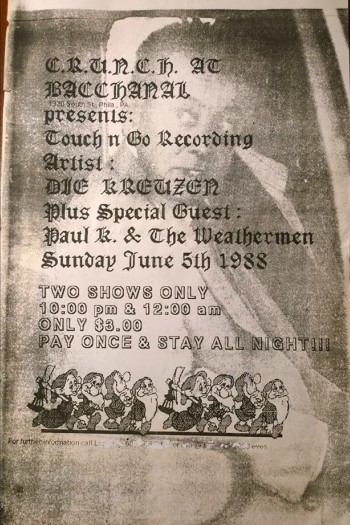 C.R.U.N.C.H. AT
BACCHANAL
1320 South St. Phila., PA.
presents:
Touch n Go Recording
Artist :
DIE KREUZEN
Plus Special Guest :
Paul K. & The Weathermen
Sunday June 5th 1988
TWO SHOWS ONLY
10:00 pm & 12:00 am
ONLY $3.00
PAY ONCE & STAY ALL NIGHT!!!
For further information call or eves.